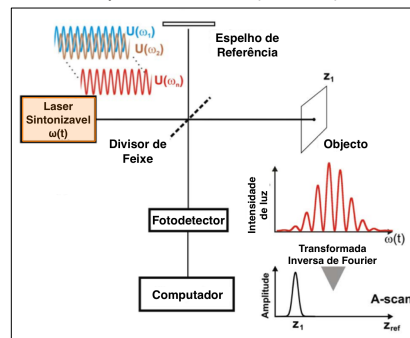 U(ω₁)
U(ω₂)
U(ωₙ)
Espelho de
Referência
Laser
Sintonizavel
ω(t)
Divisor de
Feixe
z₁
Objecto
Intensidade
de luz
ω(t)
Fotodetector
Transformada
Inversa de Fourier
Computador
Amplitude
A-scan
z₁
z_ref